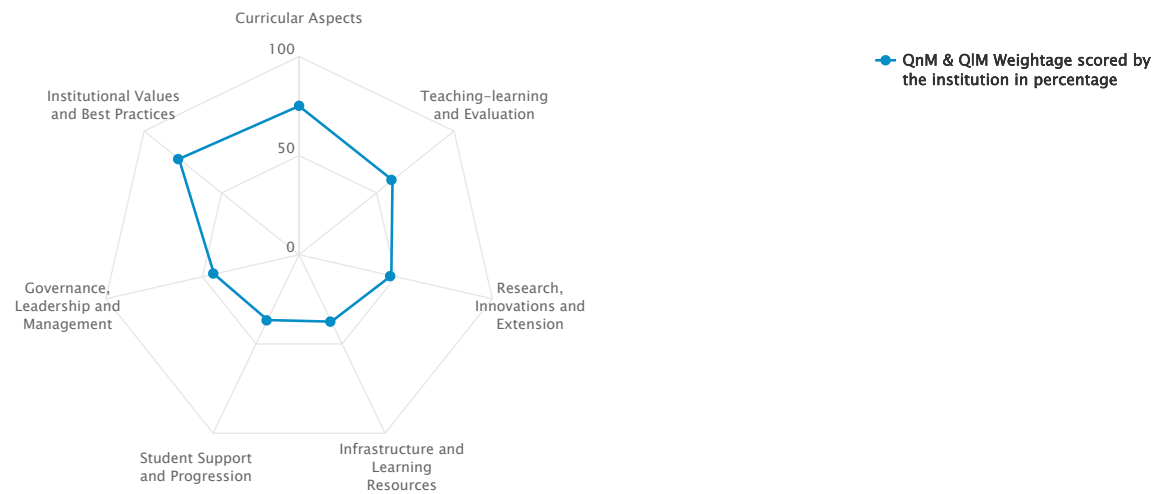 Curricular Aspects
100
Institutional Values
and Best Practices
Teaching-learning
and Evaluation
50
0
Governance,
Leadership and
Management
Research,
Innovations and
Extension
Student Support
and Progression
Infrastructure and
Learning
Resources
QnM & QlM Weightage scored by
the institution in percentage